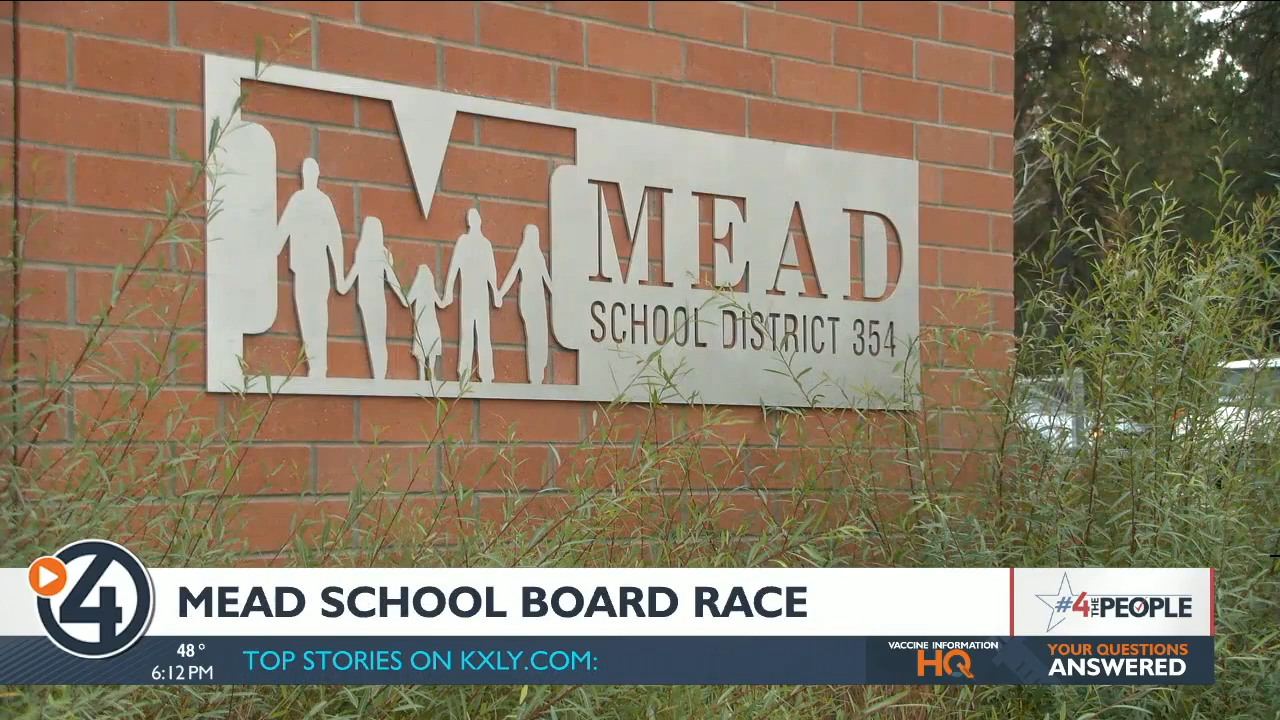 MEAD
SCHOOL DISTRICT 354
4
MEAD SCHOOL BOARD RACE
#4THEPEOPLE
48°
6:12 PM
TOP STORIES ON KXLY.COM:
VACCINE INFORMATION
HQ
YOUR QUESTIONS
ANSWERED